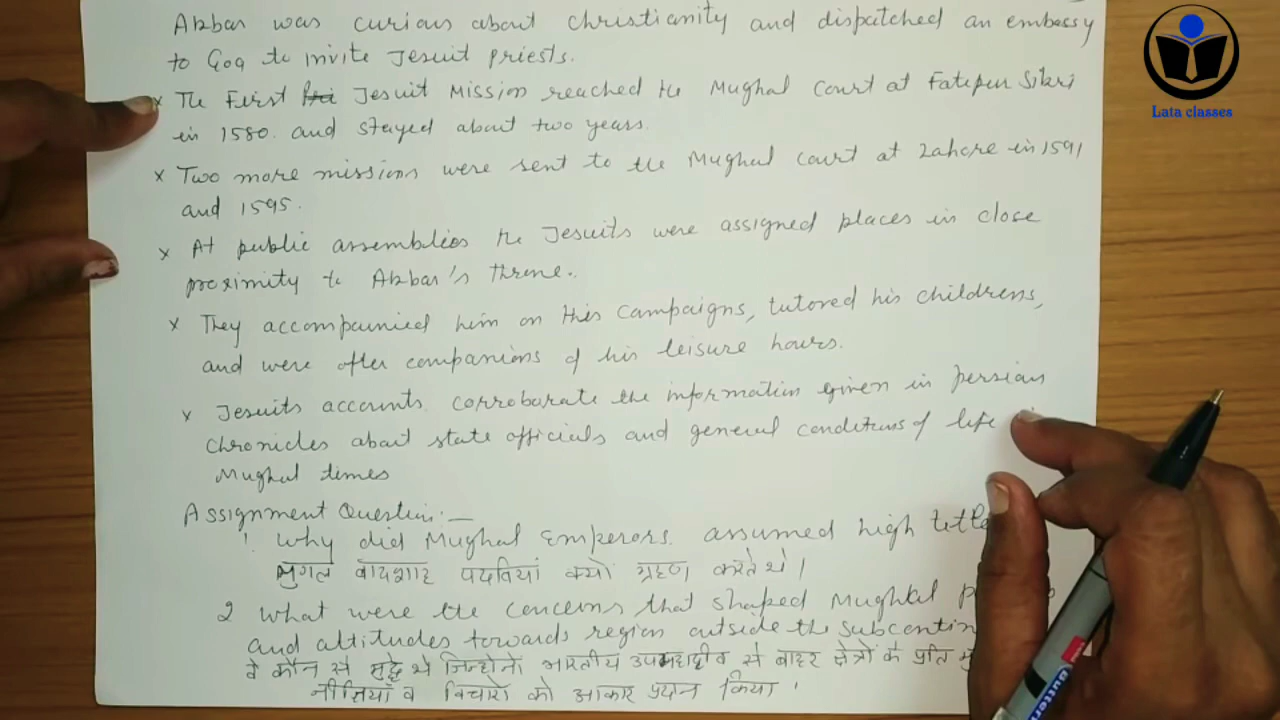 Akbar was curious about Christianity and dispatched an embassy
to Goa to invite Jesuit priests.
x The First Jesuit Mission reached the Mughal Court at Fatepur Sikri
in 1580. and stayed about two years.
x Two more missions were sent to the Mughal Court at Lahore in 1591
and 1595.
x At public assemblies the Jesuits were assigned places in close
proximity to Akbar's throne.
x They accompanied him on this campaigns, tutored his childrens,
and were often companions of his leisure hours.
x Jesuits accounts corroborate the information given in persian
chronicles about state officials and general conditions of life
Mughal times
Assignment Question:—
1. Why did Mughal Emperors assumed high title
मुगल बादशाह पदवियां क्यों ग्रहण करते थे।
2 What were the concerns that shaped Mughal p
and attitudes towards region outside the subcontin
वे कौन से मुद्दे थे जिन्होंने भारतीय उपमहाद्वीप से बाहर क्षेत्रों के प्रति
नीतियों व विचारों को आकार प्रदान किया।
Lata classes